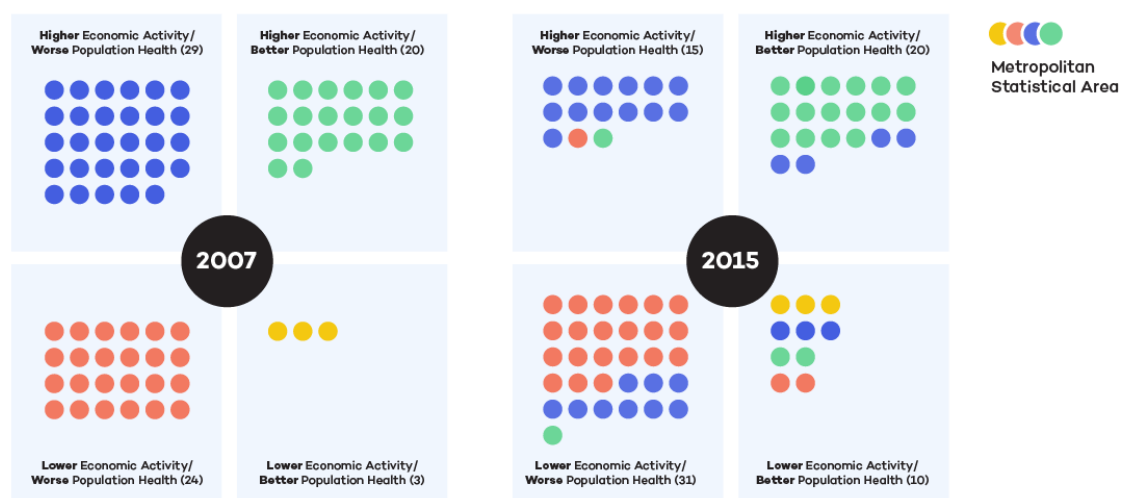 Higher Economic Activity/
Worse Population Health (29)
Higher Economic Activity/
Better Population Health (20)
2007
Lower Economic Activity/
Worse Population Health (24)
Lower Economic Activity/
Better Population Health (3)
Higher Economic Activity/
Worse Population Health (15)
Higher Economic Activity/
Better Population Health (20)
2015
Lower Economic Activity/
Worse Population Health (31)
Lower Economic Activity/
Better Population Health (10)
Metropolitan
Statistical Area